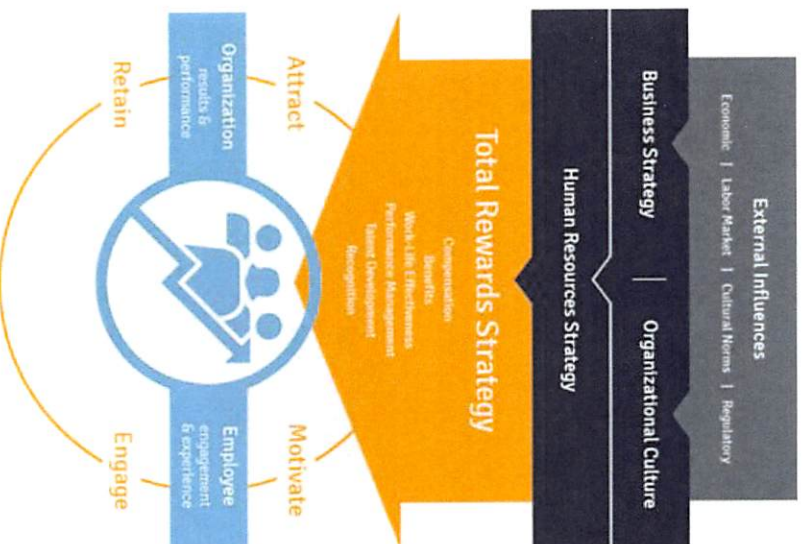 External Influences
Economic | Labor Market | Cultural Norms | Regulatory
Business Strategy | Organizational Culture
Human Resources Strategy
Total Rewards Strategy
Compensation
Benefits
Work-Life Effectiveness
Performance Management
Talent Development
Recognition
Attract
Motivate
Organization
results &
performance
Employee
engagement
& experience
Retain
Engage